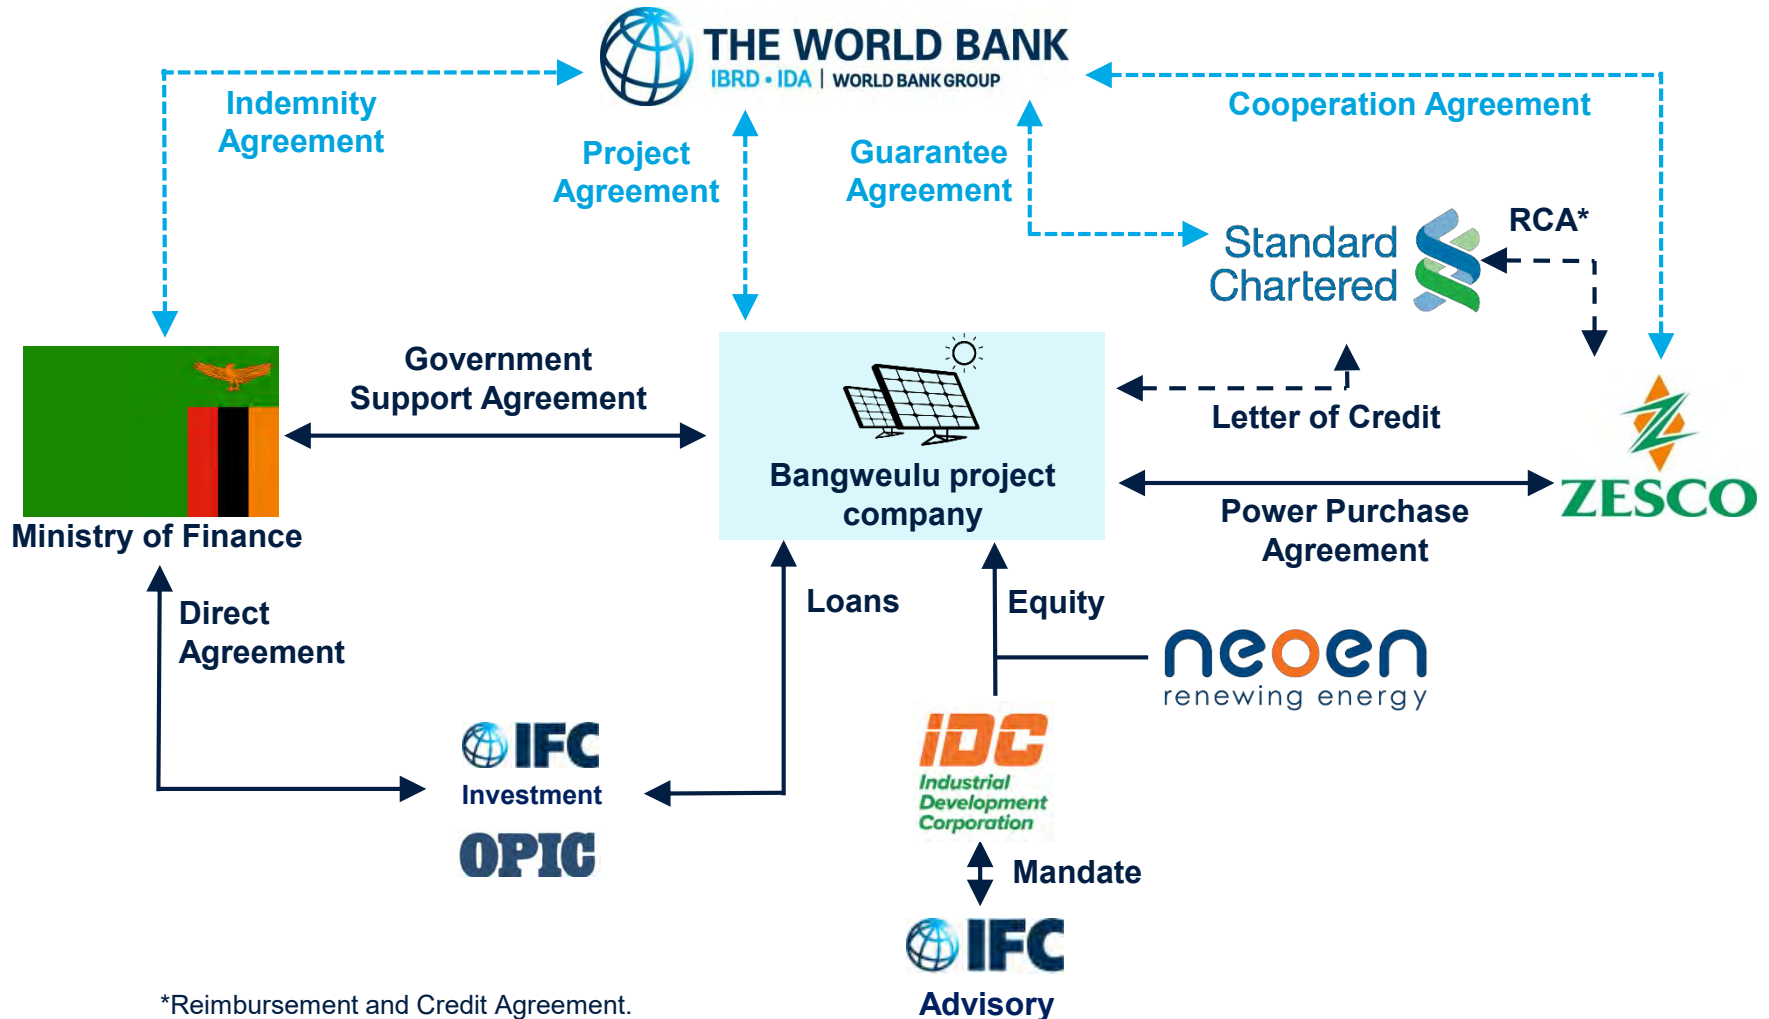 THE WORLD BANK
IBRD • IDA | WORLD BANK GROUP
Indemnity
Agreement
Project
Agreement
Guarantee
Agreement
Cooperation Agreement
Standard
Chartered
RCA*
Government
Support Agreement
Letter of Credit
Bangweulu project
company
ZESCO
Power Purchase
Agreement
Ministry of Finance
Direct
Agreement
Loans
Equity
neoen
renewing energy
IFC
Investment
OPIC
IDC
Industrial
Development
Corporation
Mandate
IFC
Advisory
*Reimbursement and Credit Agreement.